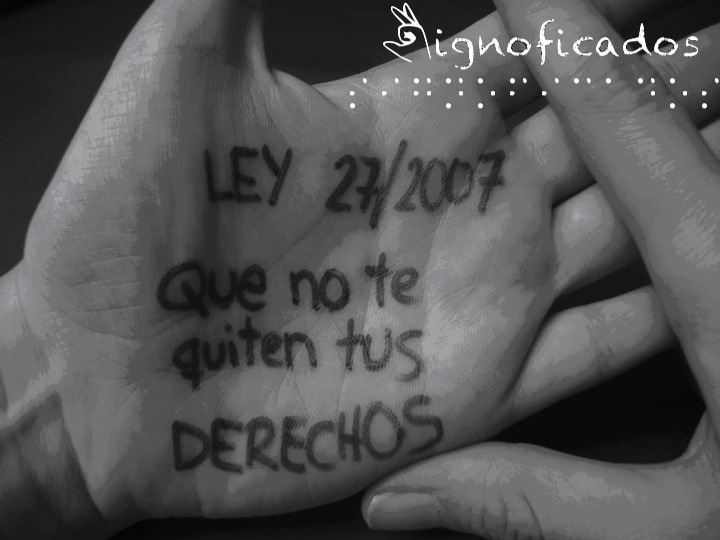 Signoficados
LEY 27/2007
Que no te
quiten tus
DERECHOS